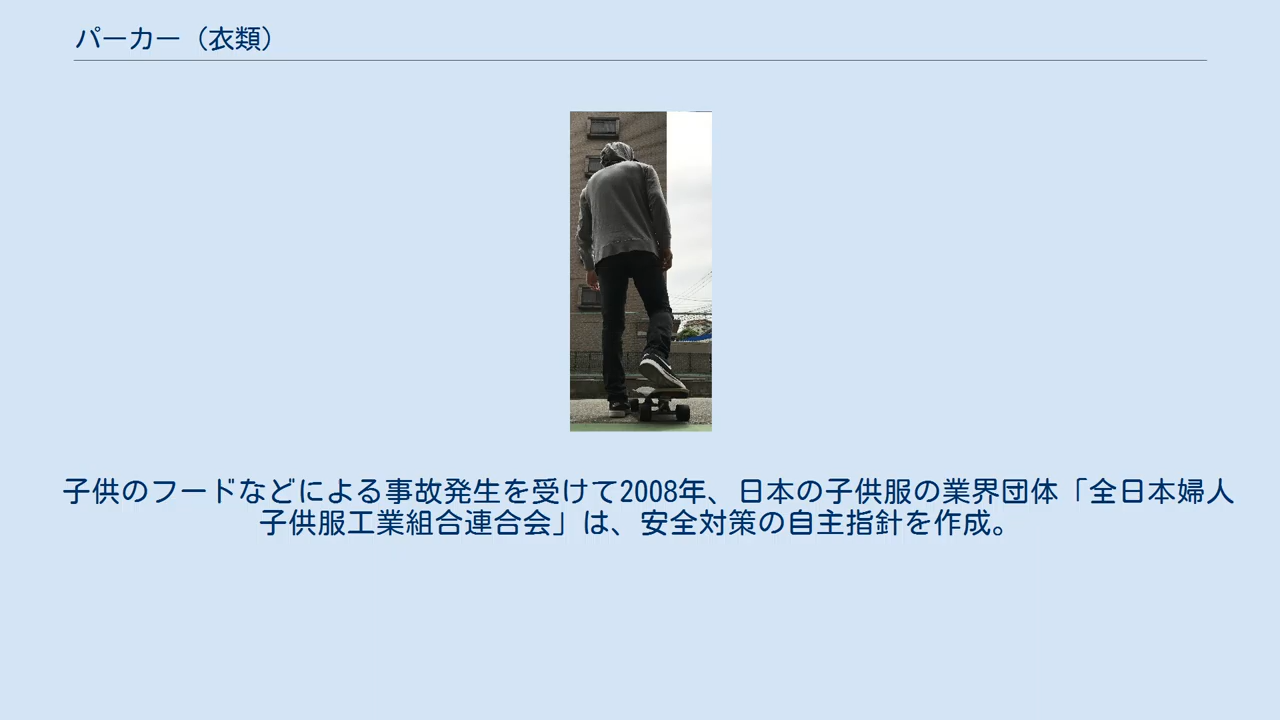 パーカー（衣類）
子供のフードなどによる事故発生を受けて2008年、日本の子供服の業界団体「全日本婦人
子供服工業組合連合会」は、安全対策の自主指針を作成。